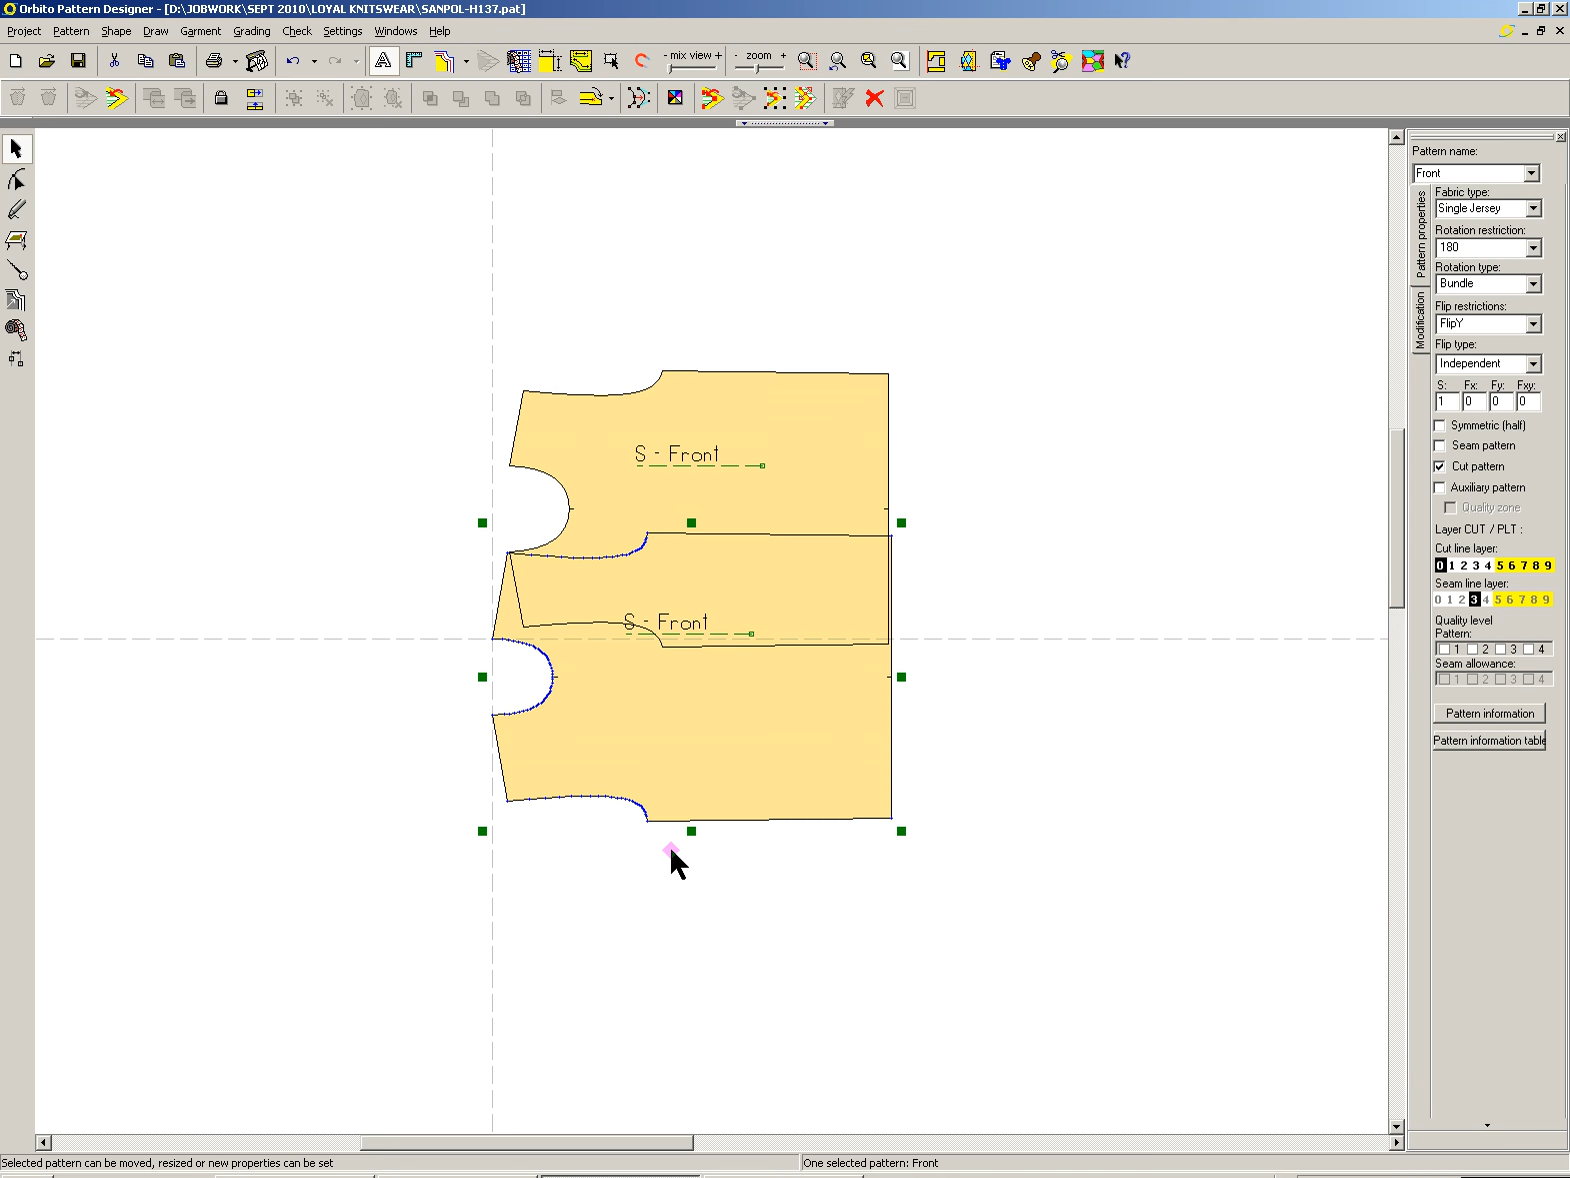 Orbito Pattern Designer - [D:\JOBWORK\SEPT 2010\LOYAL KNITSWEAR\SANPOL-H137.pat]
Project Pattern Shape Draw Garment Grading Check Settings Windows Help
- mix view + - zoom +
Pattern name:
Front
Pattern properties
Modification
Fabric type:
Single Jersey
Rotation restriction:
180
Rotation type:
Bundle
Flip restrictions:
FlipY
Flip type:
Independent
S: Fx: Fy: Fxy:
1 0 0 0
Symmetric (half)
Seam pattern
Cut pattern
Auxiliary pattern
Quality zone
Layer CUT / PLT :
Cut line layer:
0 1 2 3 4 5 6 7 8 9
Seam line layer:
0 1 2 3 4 5 6 7 8 9
Quality level
Pattern:
1 2 3 4
Seam allowance:
1 2 3 4
Pattern information
Pattern information table
S - Front
S - Front
Selected pattern can be moved, resized or new properties can be set
One selected pattern: Front